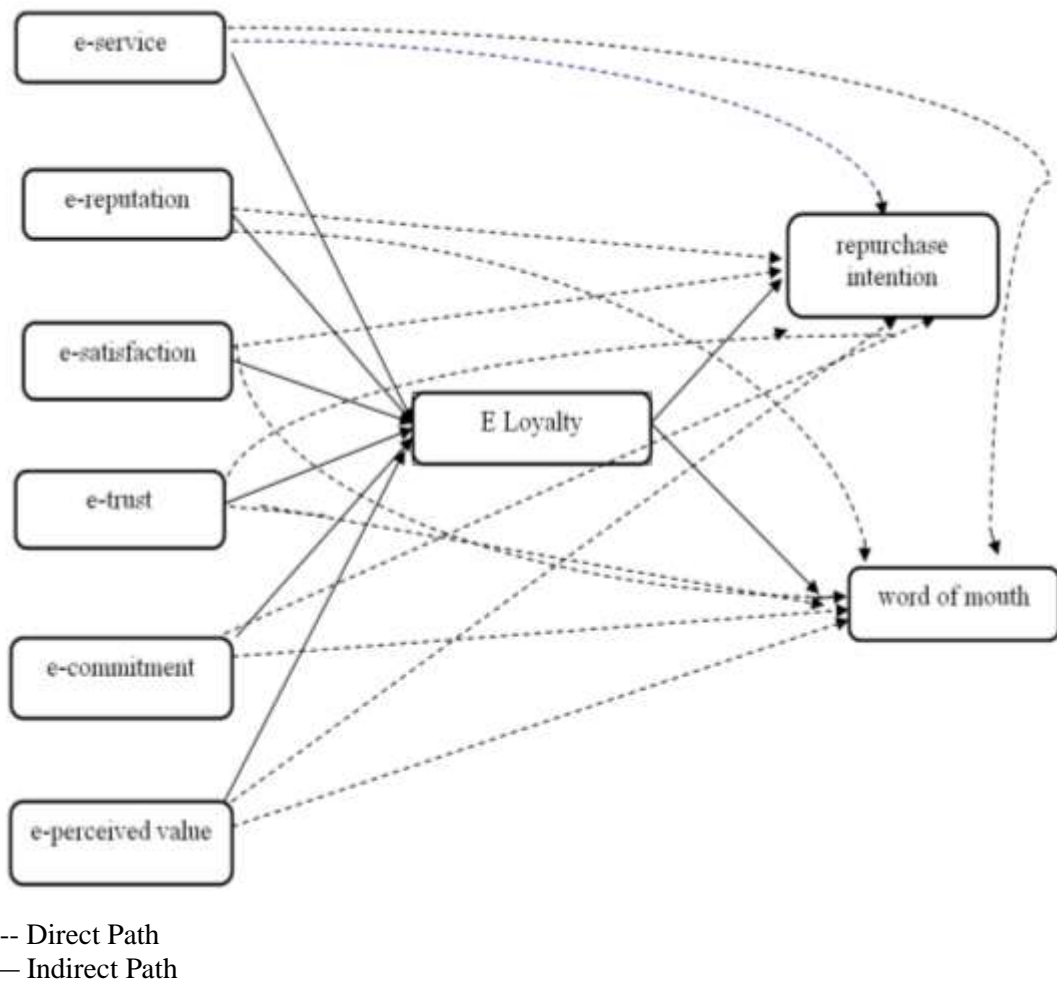 e-service
e-reputation
repurchase
intention
e-satisfaction
E Loyalty
e-trust
word of mouth
e-commitment
e-perceived value
-- Direct Path
— Indirect Path